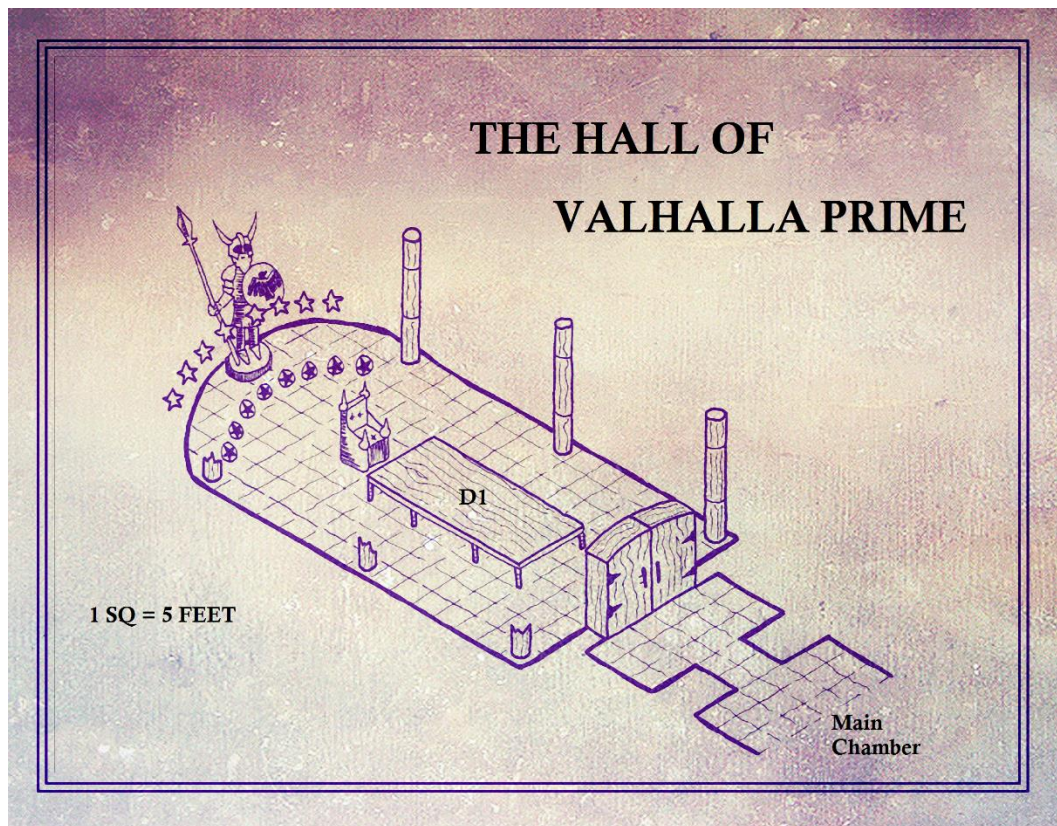 THE HALL OF
VALHALLA PRIME
D1
1 SQ = 5 FEET
Main
Chamber